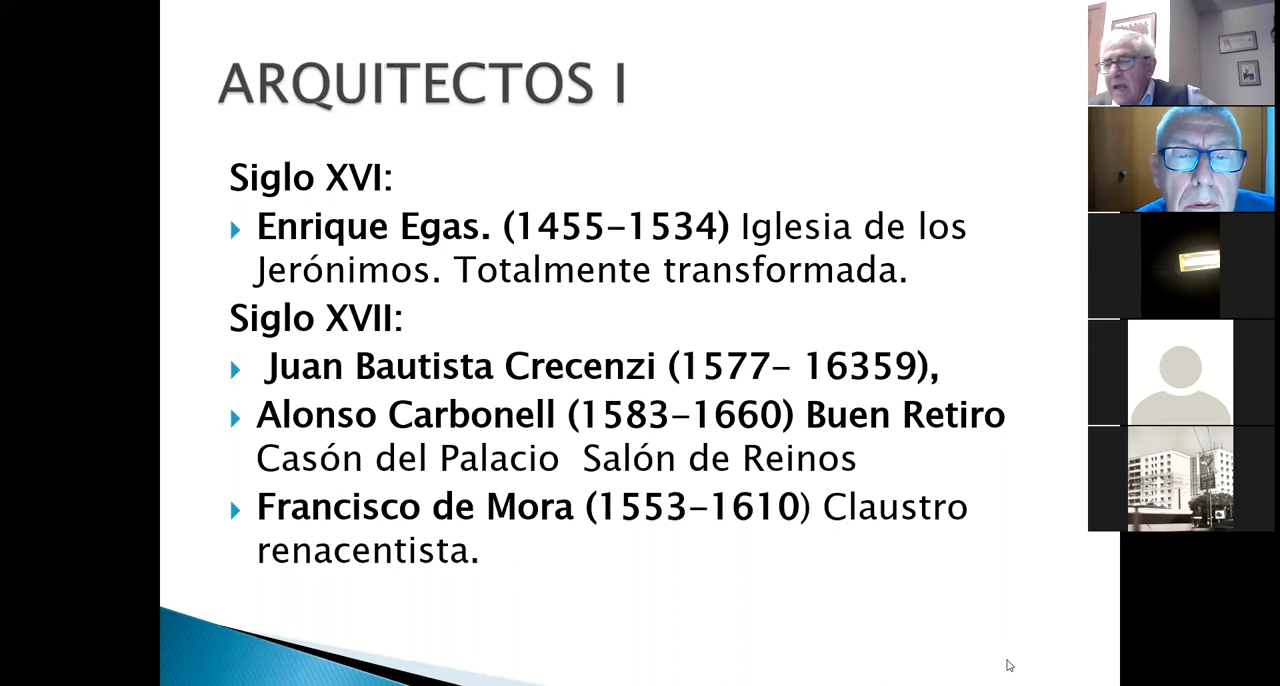 ARQUITECTOS I
Siglo XVI:
Enrique Egas. (1455-1534) Iglesia de los
Jerónimos. Totalmente transformada.
Siglo XVII:
Juan Bautista Crecenzi (1577- 16359),
Alonso Carbonell (1583-1660) Buen Retiro
Casón del Palacio Salón de Reinos
Francisco de Mora (1553-1610) Claustro
renacentista.